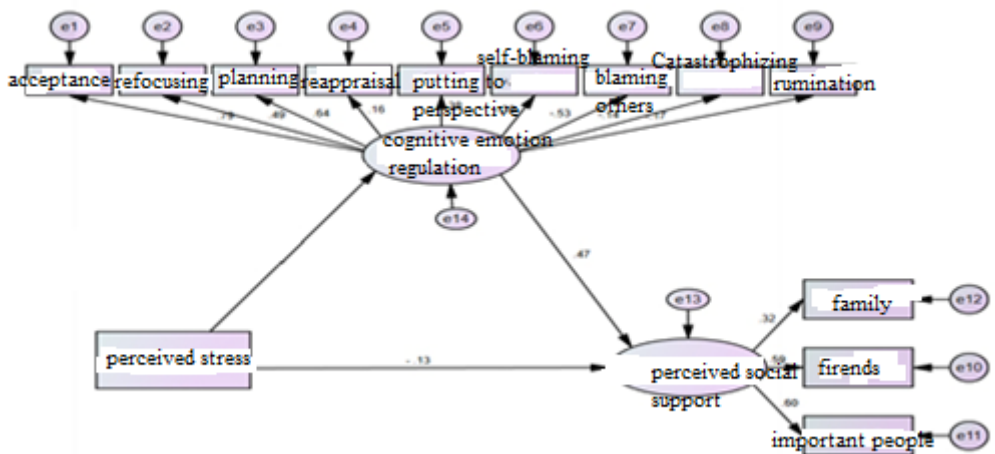 e1 e2 e3 e4 e5 e6 e7 e8 e9
acceptance refocusing planning reappraisal putting to perspective self-blaming blaming others Catastrophizing rumination
.49 .64 .16 -.53
cognitive emotion
regulation
e14
.47
e13
e12
family
.32
perceived stress
-.13
perceived social
support
.59
firends
e10
.60
important people
e11